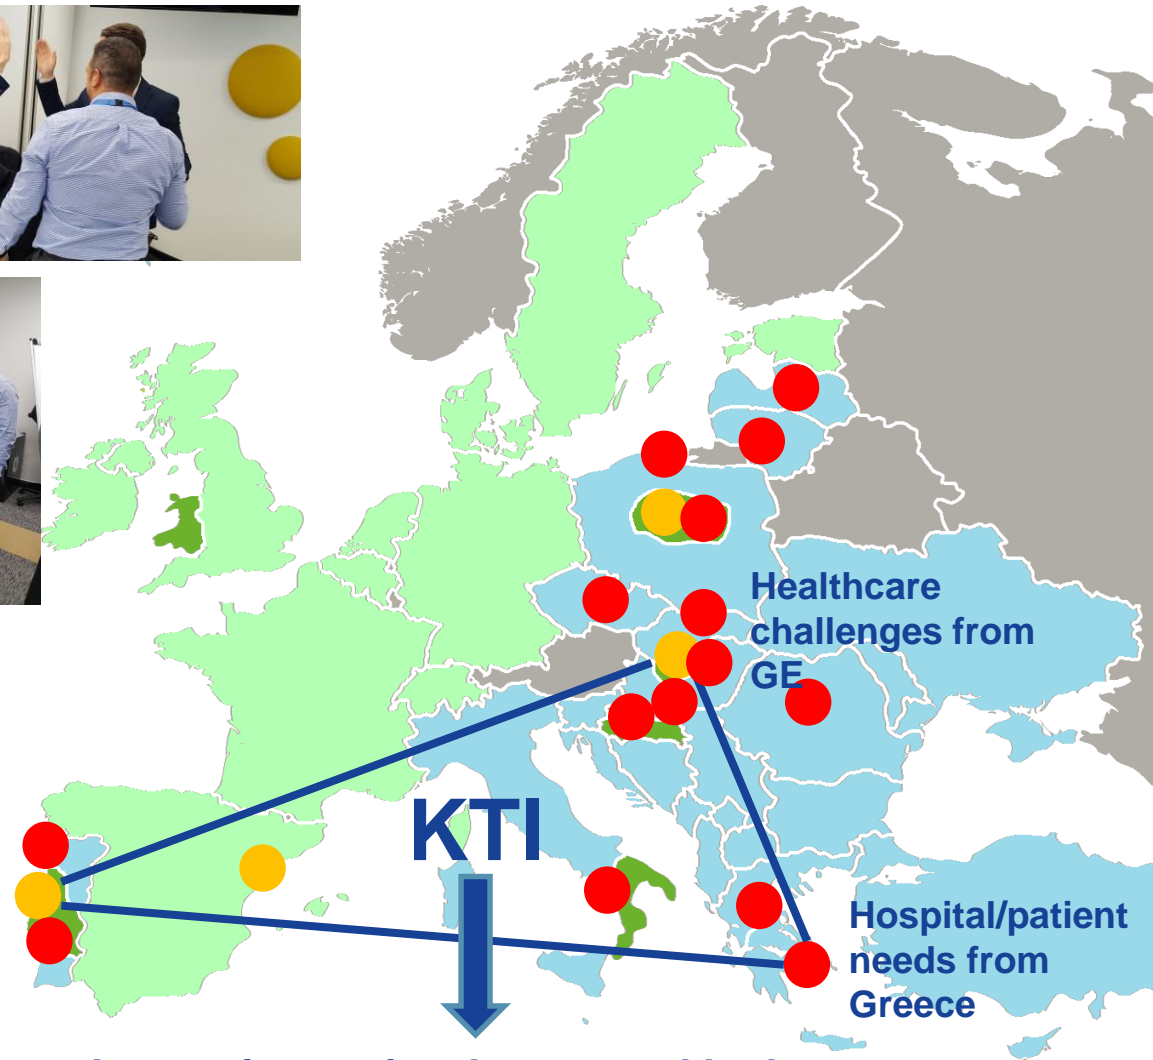 Healthcare
challenges from
GE
KTI
Hospital/patient
needs from
Greece